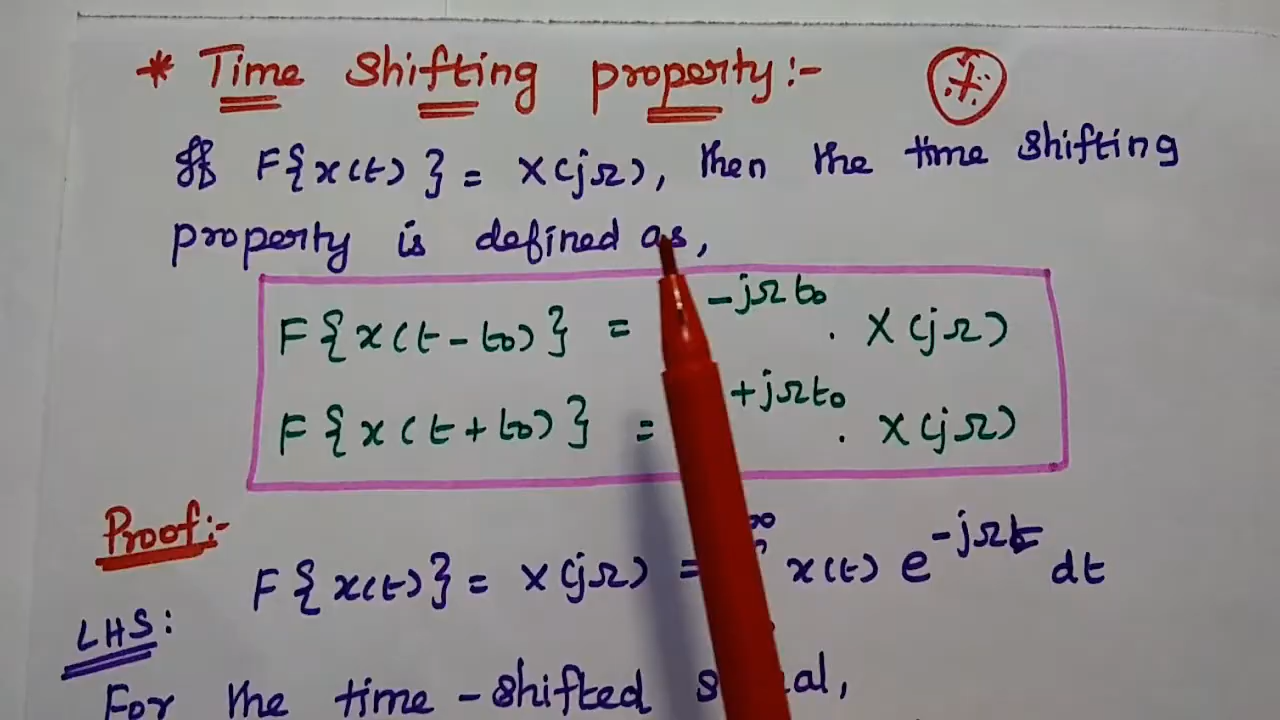 * Time Shifting property:-
If F{x(t)} = X(jΩ), then the time shifting
property is defined as,
F{x(t-t₀)} = -jΩt₀ . X(jΩ)
F{x(t+t₀)} = +jΩt₀ . X(jΩ)
Proof:-
F{x(t)} = X(jΩ) = ∞ x(t) e^-jΩt dt
LHS:
For the time-shifted